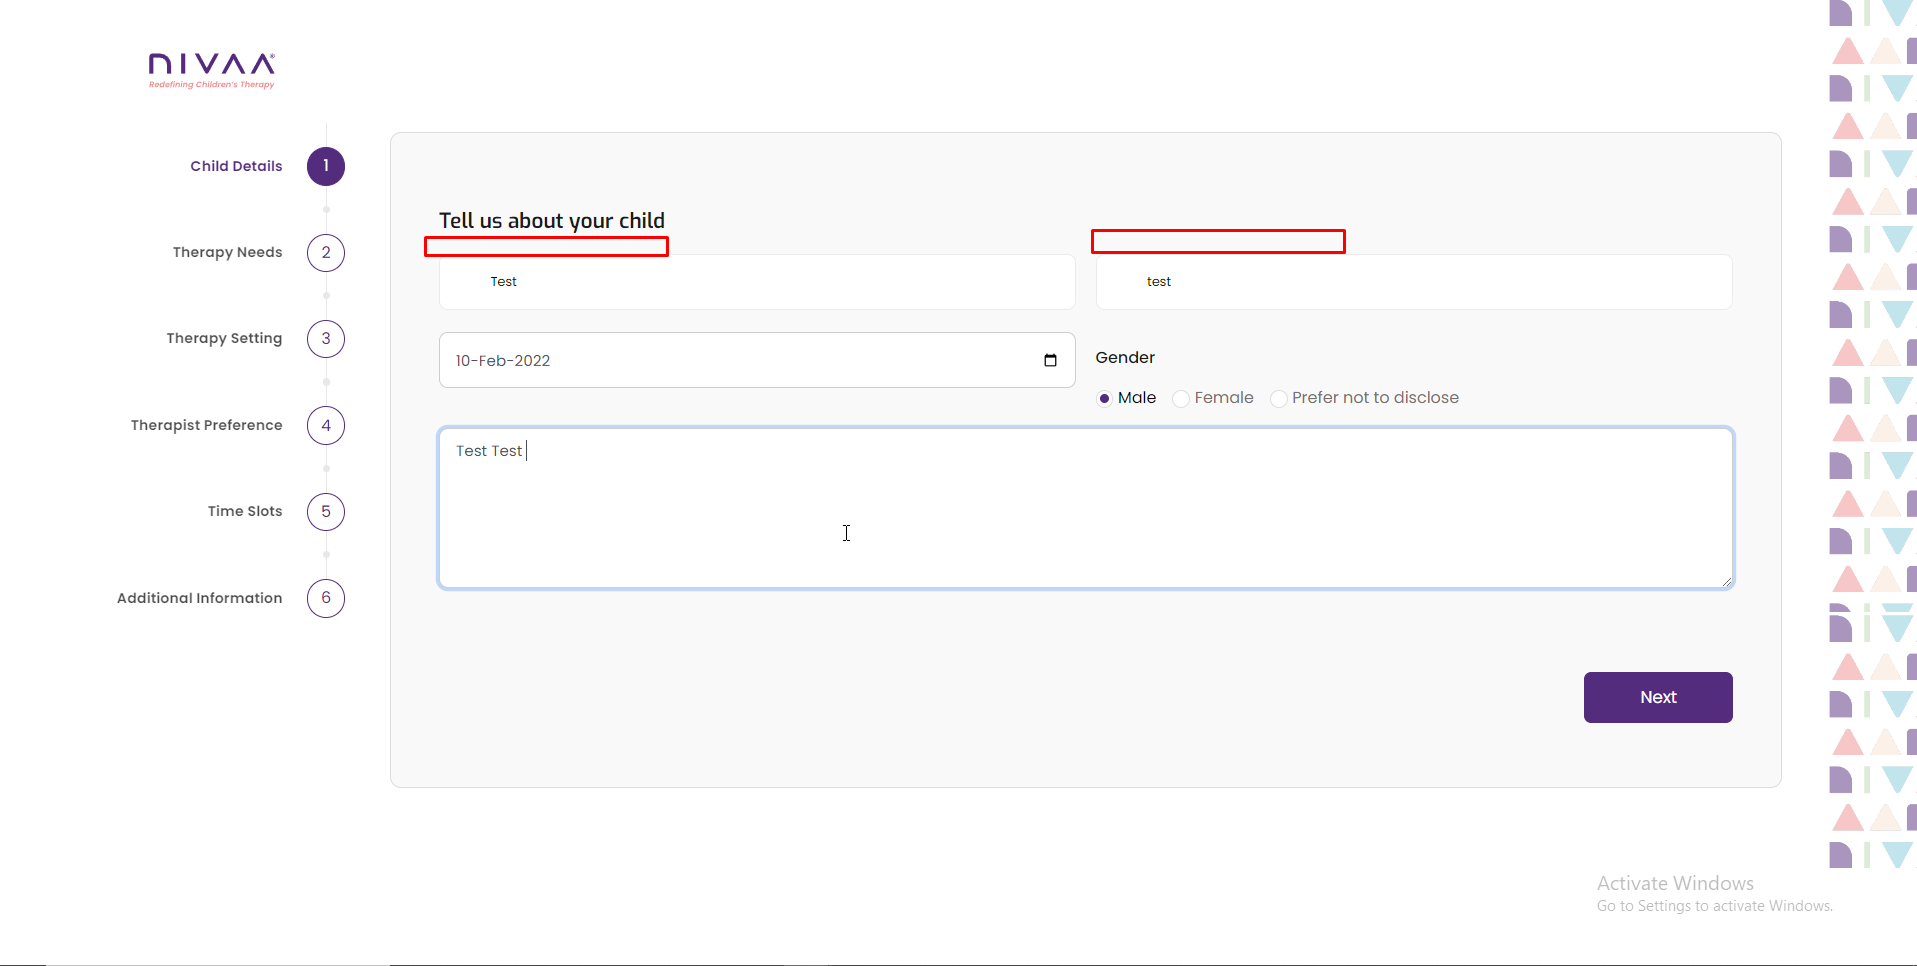 NIVAA®
Redefining Children's Therapy
Child Details 1
Therapy Needs 2
Therapy Setting 3
Therapist Preference 4
Time Slots 5
Additional Information 6
Tell us about your child
Test
test
10-Feb-2022
Gender
Male Female Prefer not to disclose
Test Test
Next
Activate Windows
Go to Settings to activate Windows.